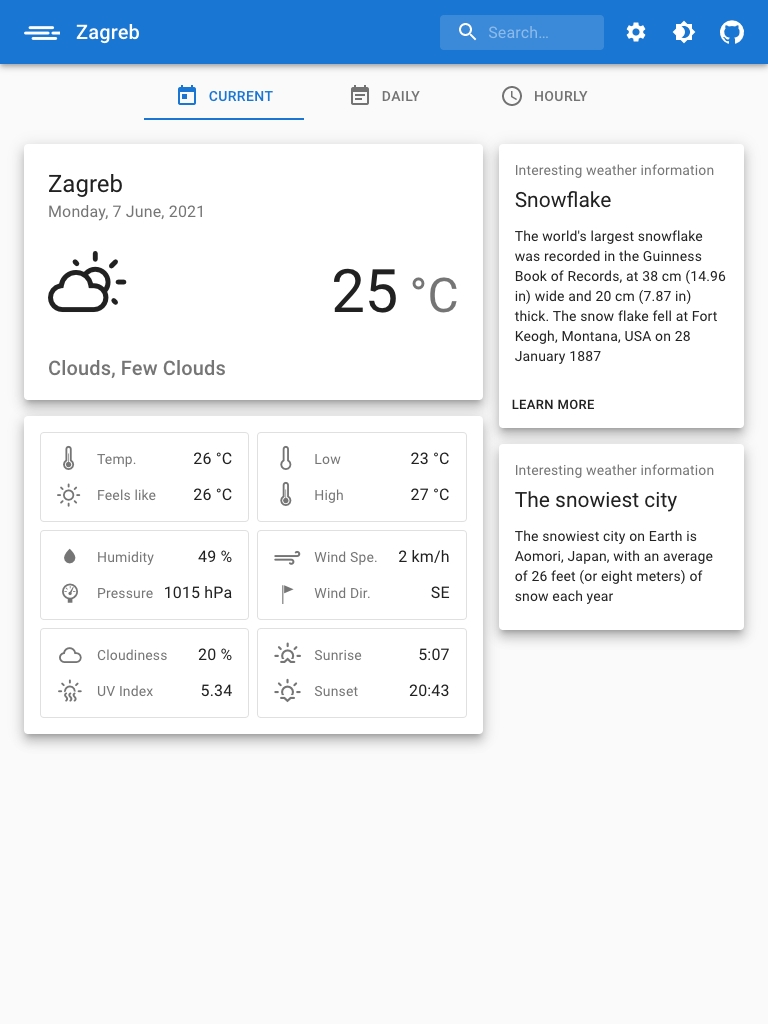 Zagreb
Search...
CURRENT
DAILY
HOURLY
Zagreb
Monday, 7 June, 2021
25 °C
Clouds, Few Clouds
Temp. 26 °C
Feels like 26 °C
Low 23 °C
High 27 °C
Humidity 49 %
Pressure 1015 hPa
Wind Spe. 2 km/h
Wind Dir. SE
Cloudiness 20 %
UV Index 5.34
Sunrise 5:07
Sunset 20:43
Interesting weather information
Snowflake
The world's largest snowflake
was recorded in the Guinness
Book of Records, at 38 cm (14.96
in) wide and 20 cm (7.87 in)
thick. The snow flake fell at Fort
Keogh, Montana, USA on 28
January 1887
LEARN MORE
Interesting weather information
The snowiest city
The snowiest city on Earth is
Aomori, Japan, with an average
of 26 feet (or eight meters) of
snow each year